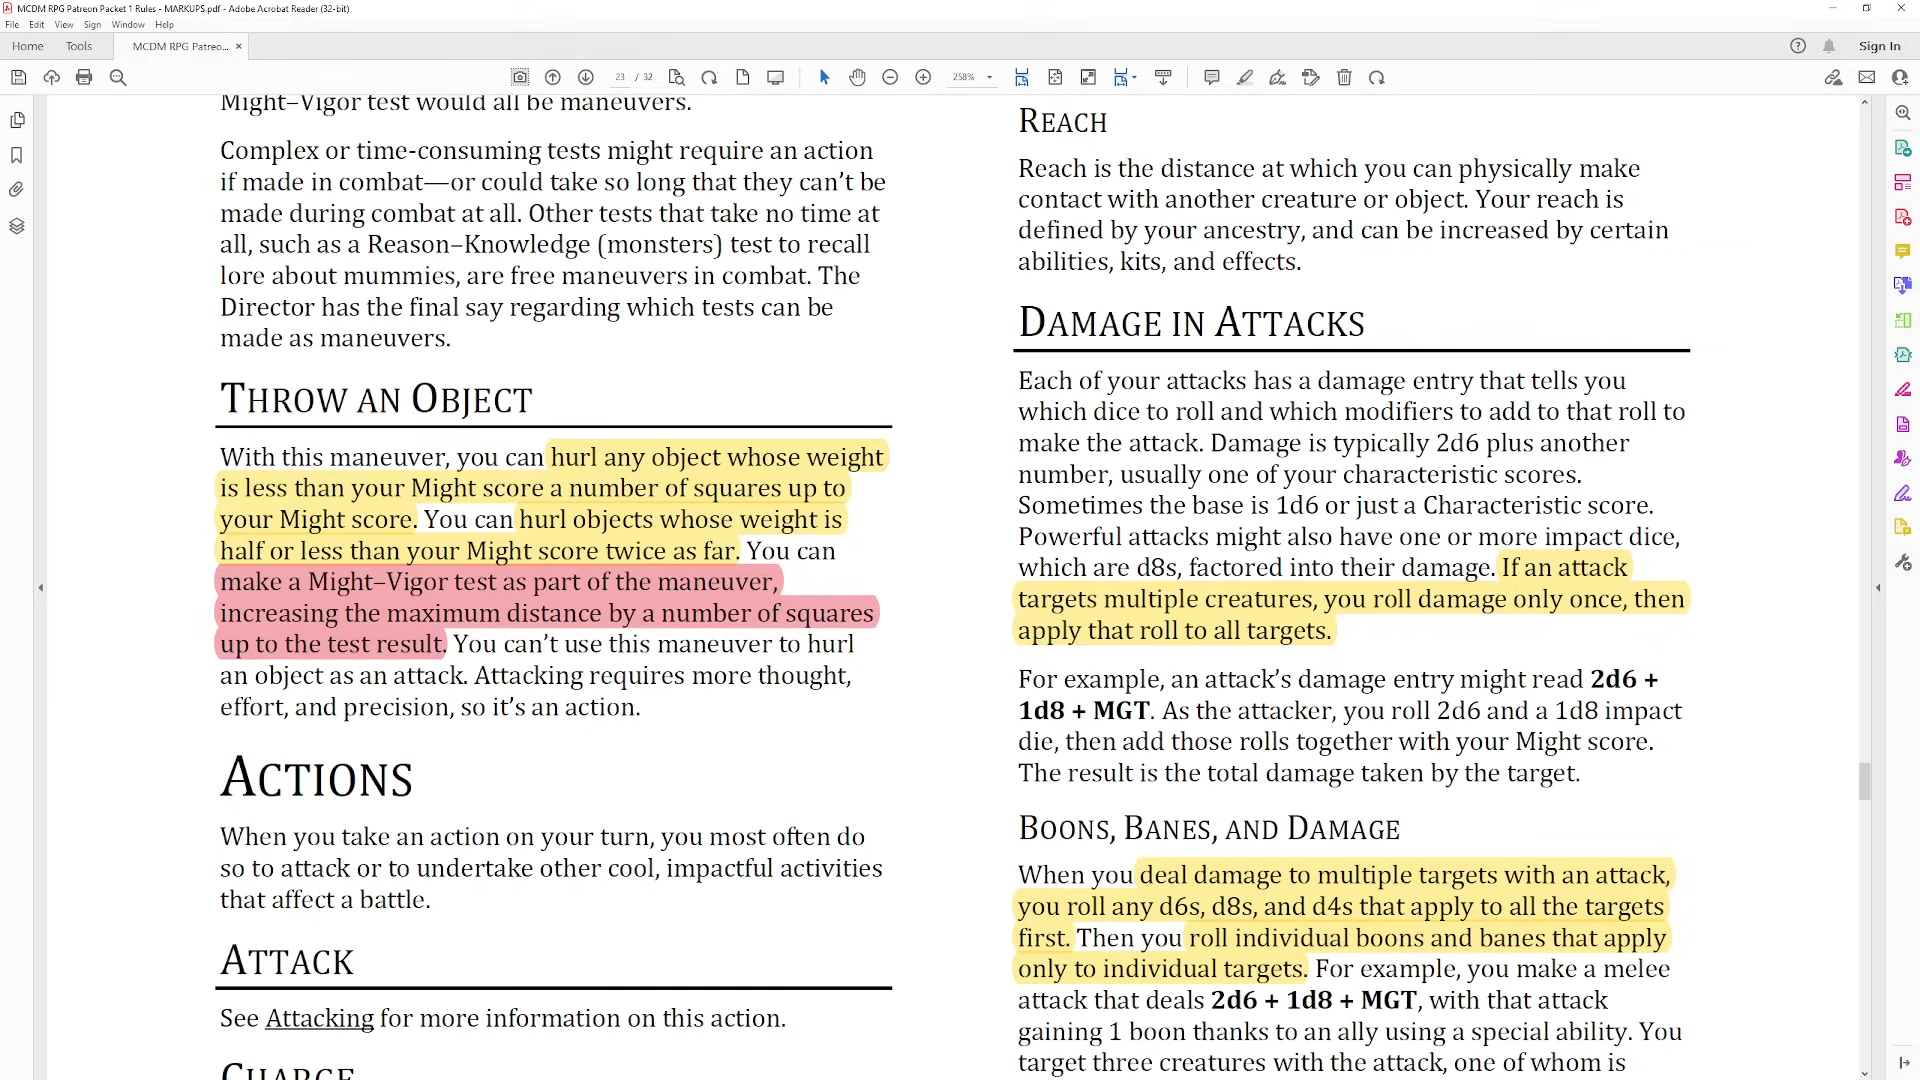 MCDM RPG Patreon Packet 1 Rules - MARKUPS.pdf - Adobe Acrobat Reader (32-bit)
File Edit View Sign Window Help
Home Tools MCDM RPG Patreo... × Sign In
23 / 32 258%
Might–Vigor test would all be maneuvers.
Complex or time-consuming tests might require an action
if made in combat—or could take so long that they can’t be
made during combat at all. Other tests that take no time at
all, such as a Reason–Knowledge (monsters) test to recall
lore about mummies, are free maneuvers in combat. The
Director has the final say regarding which tests can be
made as maneuvers.
THROW AN OBJECT
With this maneuver, you can hurl any object whose weight
is less than your Might score a number of squares up to
your Might score. You can hurl objects whose weight is
half or less than your Might score twice as far. You can
make a Might–Vigor test as part of the maneuver,
increasing the maximum distance by a number of squares
up to the test result. You can’t use this maneuver to hurl
an object as an attack. Attacking requires more thought,
effort, and precision, so it’s an action.
ACTIONS
When you take an action on your turn, you most often do
so to attack or to undertake other cool, impactful activities
that affect a battle.
ATTACK
See Attacking for more information on this action.
CHARGE
REACH
Reach is the distance at which you can physically make
contact with another creature or object. Your reach is
defined by your ancestry, and can be increased by certain
abilities, kits, and effects.
DAMAGE IN ATTACKS
Each of your attacks has a damage entry that tells you
which dice to roll and which modifiers to add to that roll to
make the attack. Damage is typically 2d6 plus another
number, usually one of your characteristic scores.
Sometimes the base is 1d6 or just a Characteristic score.
Powerful attacks might also have one or more impact dice,
which are d8s, factored into their damage. If an attack
targets multiple creatures, you roll damage only once, then
apply that roll to all targets.
For example, an attack’s damage entry might read 2d6 +
1d8 + MGT. As the attacker, you roll 2d6 and a 1d8 impact
die, then add those rolls together with your Might score.
The result is the total damage taken by the target.
BOONS, BANES, AND DAMAGE
When you deal damage to multiple targets with an attack,
you roll any d6s, d8s, and d4s that apply to all the targets
first. Then you roll individual boons and banes that apply
only to individual targets. For example, you make a melee
attack that deals 2d6 + 1d8 + MGT, with that attack
gaining 1 boon thanks to an ally using a special ability. You
target three creatures with the attack, one of whom is